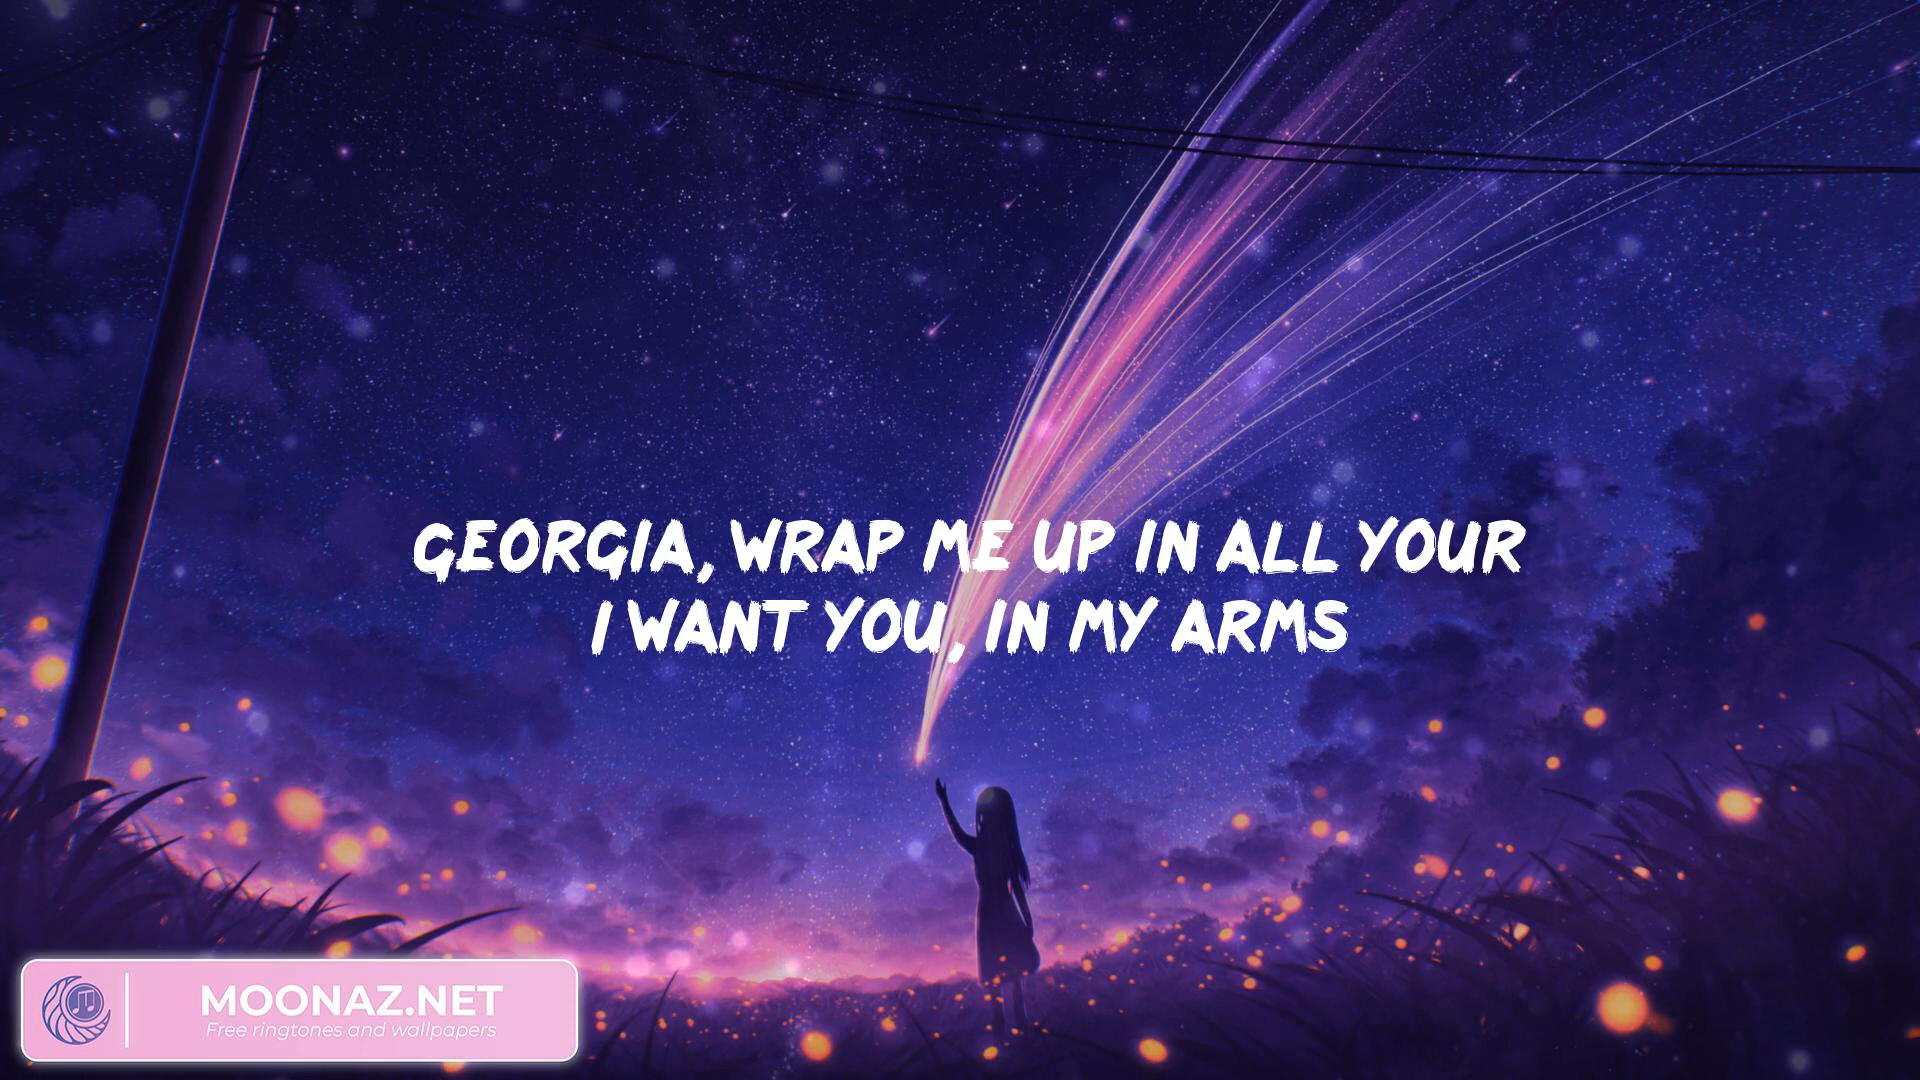 GEORGIA, WRAP ME UP IN ALL YOUR
I WANT YOU, IN MY ARMS
MOONAZ.NET
Free ringtones and wallpapers